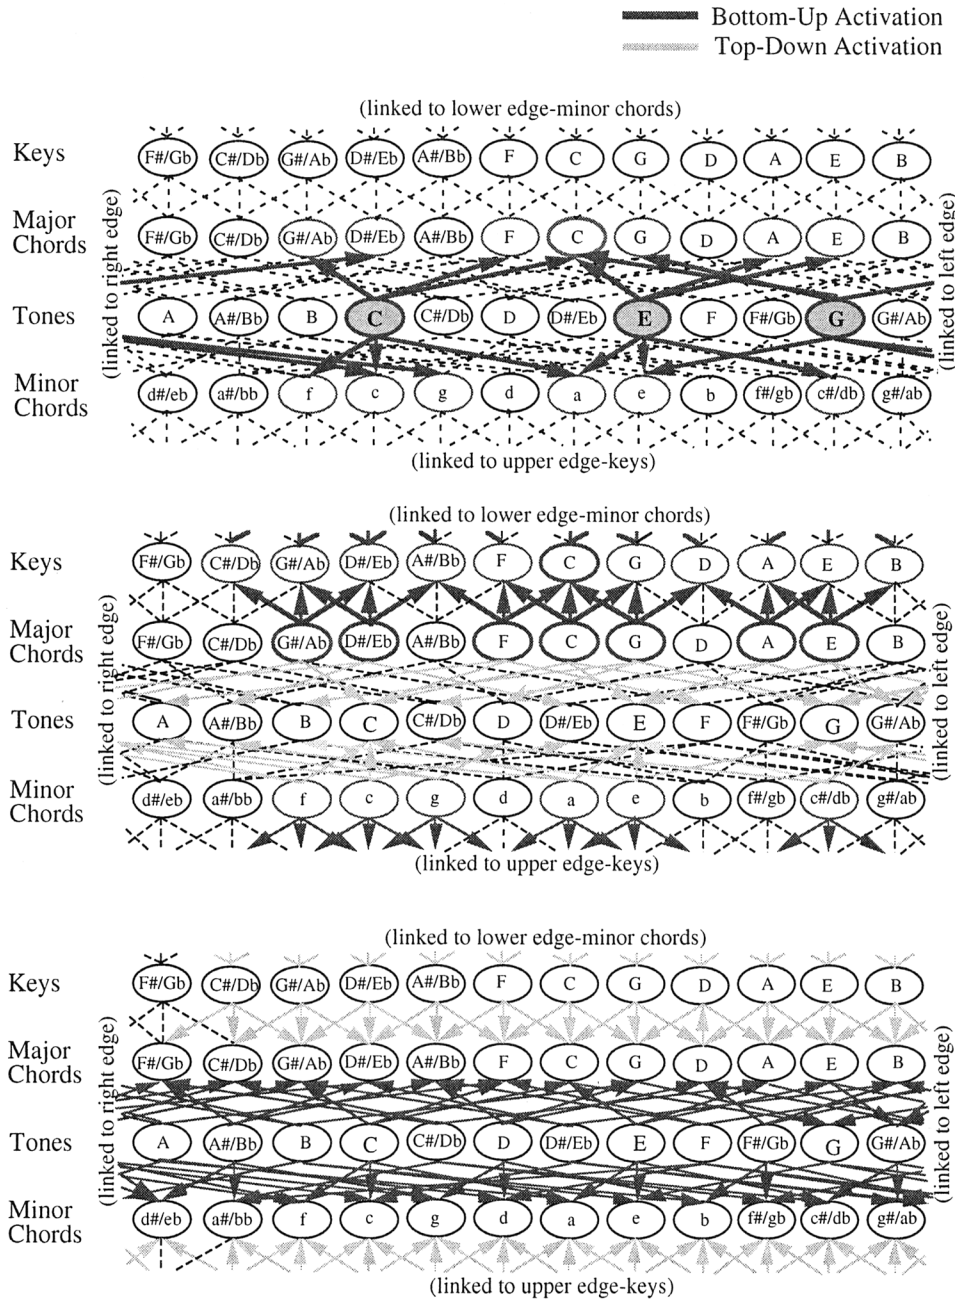 Bottom-Up Activation
Top-Down Activation
(linked to lower edge-minor chords)
Keys F#/Gb C#/Db G#/Ab D#/Eb A#/Bb F C G D A E B
Major
Chords F#/Gb C#/Db G#/Ab D#/Eb A#/Bb F C G D A E B
(linked to right edge)
(linked to left edge)
Tones A A#/Bb B C C#/Db D D#/Eb E F F#/Gb G G#/Ab
Minor
Chords d#/eb a#/bb f c g d a e b f#/gb c#/db g#/ab
(linked to upper edge-keys)
(linked to lower edge-minor chords)
Keys F#/Gb C#/Db G#/Ab D#/Eb A#/Bb F C G D A E B
Major
Chords F#/Gb C#/Db G#/Ab D#/Eb A#/Bb F C G D A E B
(linked to right edge)
(linked to left edge)
Tones A A#/Bb B C C#/Db D D#/Eb E F F#/Gb G G#/Ab
Minor
Chords d#/eb a#/bb f c g d a e b f#/gb c#/db g#/ab
(linked to upper edge-keys)
(linked to lower edge-minor chords)
Keys F#/Gb C#/Db G#/Ab D#/Eb A#/Bb F C G D A E B
Major
Chords F#/Gb C#/Db G#/Ab D#/Eb A#/Bb F C G D A E B
(linked to right edge)
(linked to left edge)
Tones A A#/Bb B C C#/Db D D#/Eb E F F#/Gb G G#/Ab
Minor
Chords d#/eb a#/bb f c g d a e b f#/gb c#/db g#/ab
(linked to upper edge-keys)